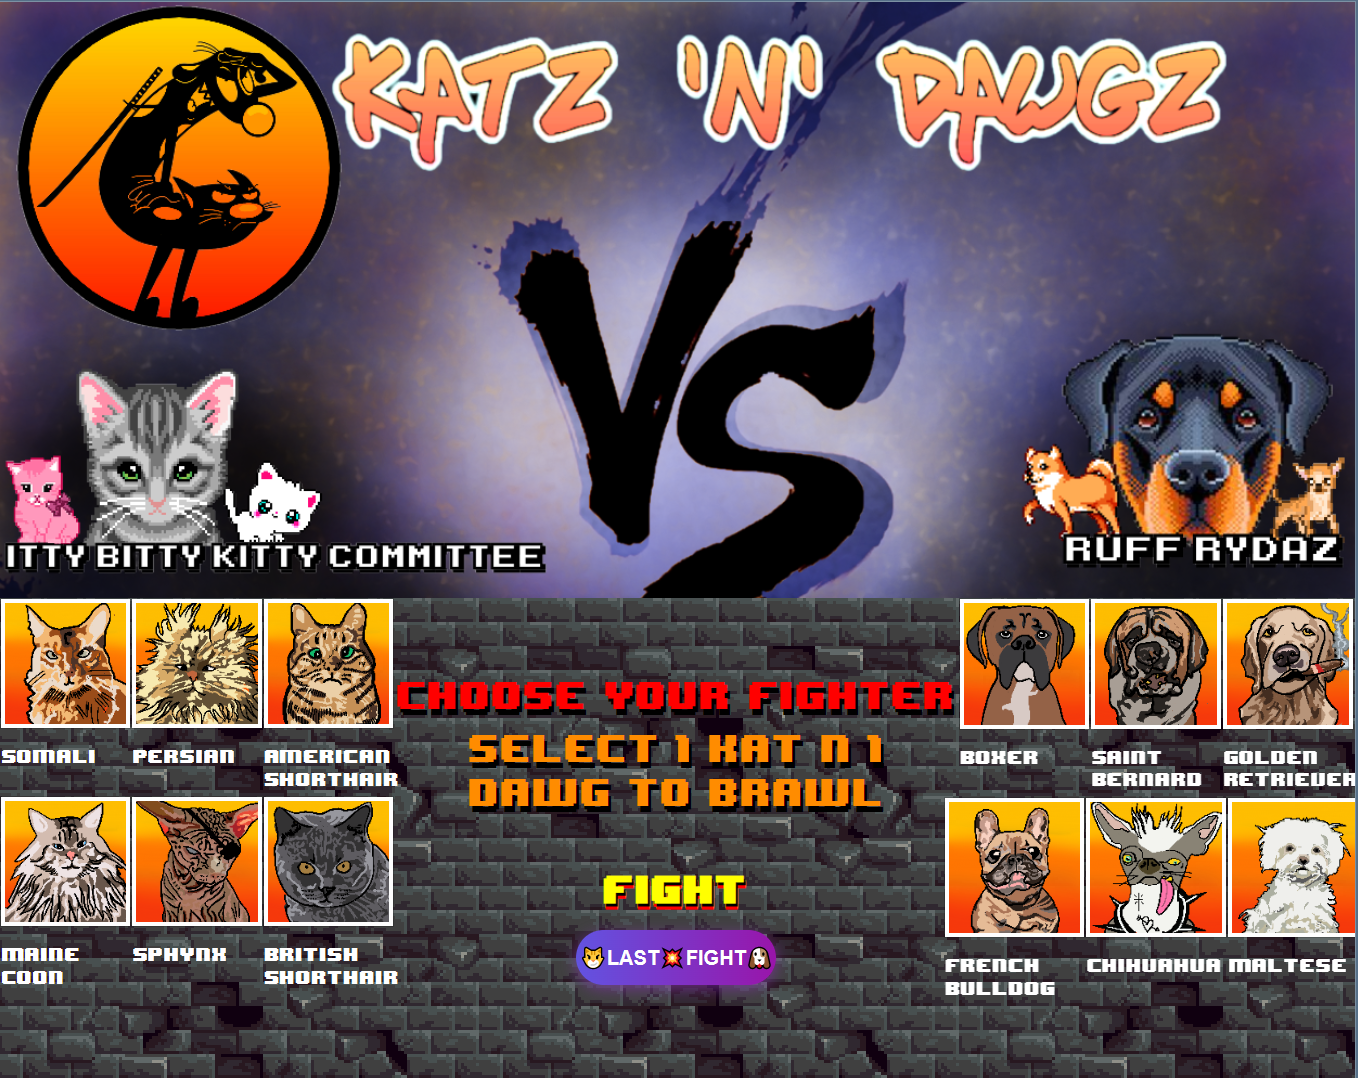 KATZ 'N' DAWGZ
VS
ITTY BITTY KITTY COMMITTEE
RUFF RYDAZ
CHOOSE YOUR FIGHTER
SELECT 1 KAT N 1
DAWG TO BRAWL
SOMALI
PERSIAN
AMERICAN
SHORTHAIR
BOXER
SAINT
BERNARD
GOLDEN
RETRIEVER
FIGHT
LAST FIGHT
MAINE
COON
SPHYNX
BRITISH
SHORTHAIR
FRENCH
BULLDOG
CHIHUAHUA
MALTESE